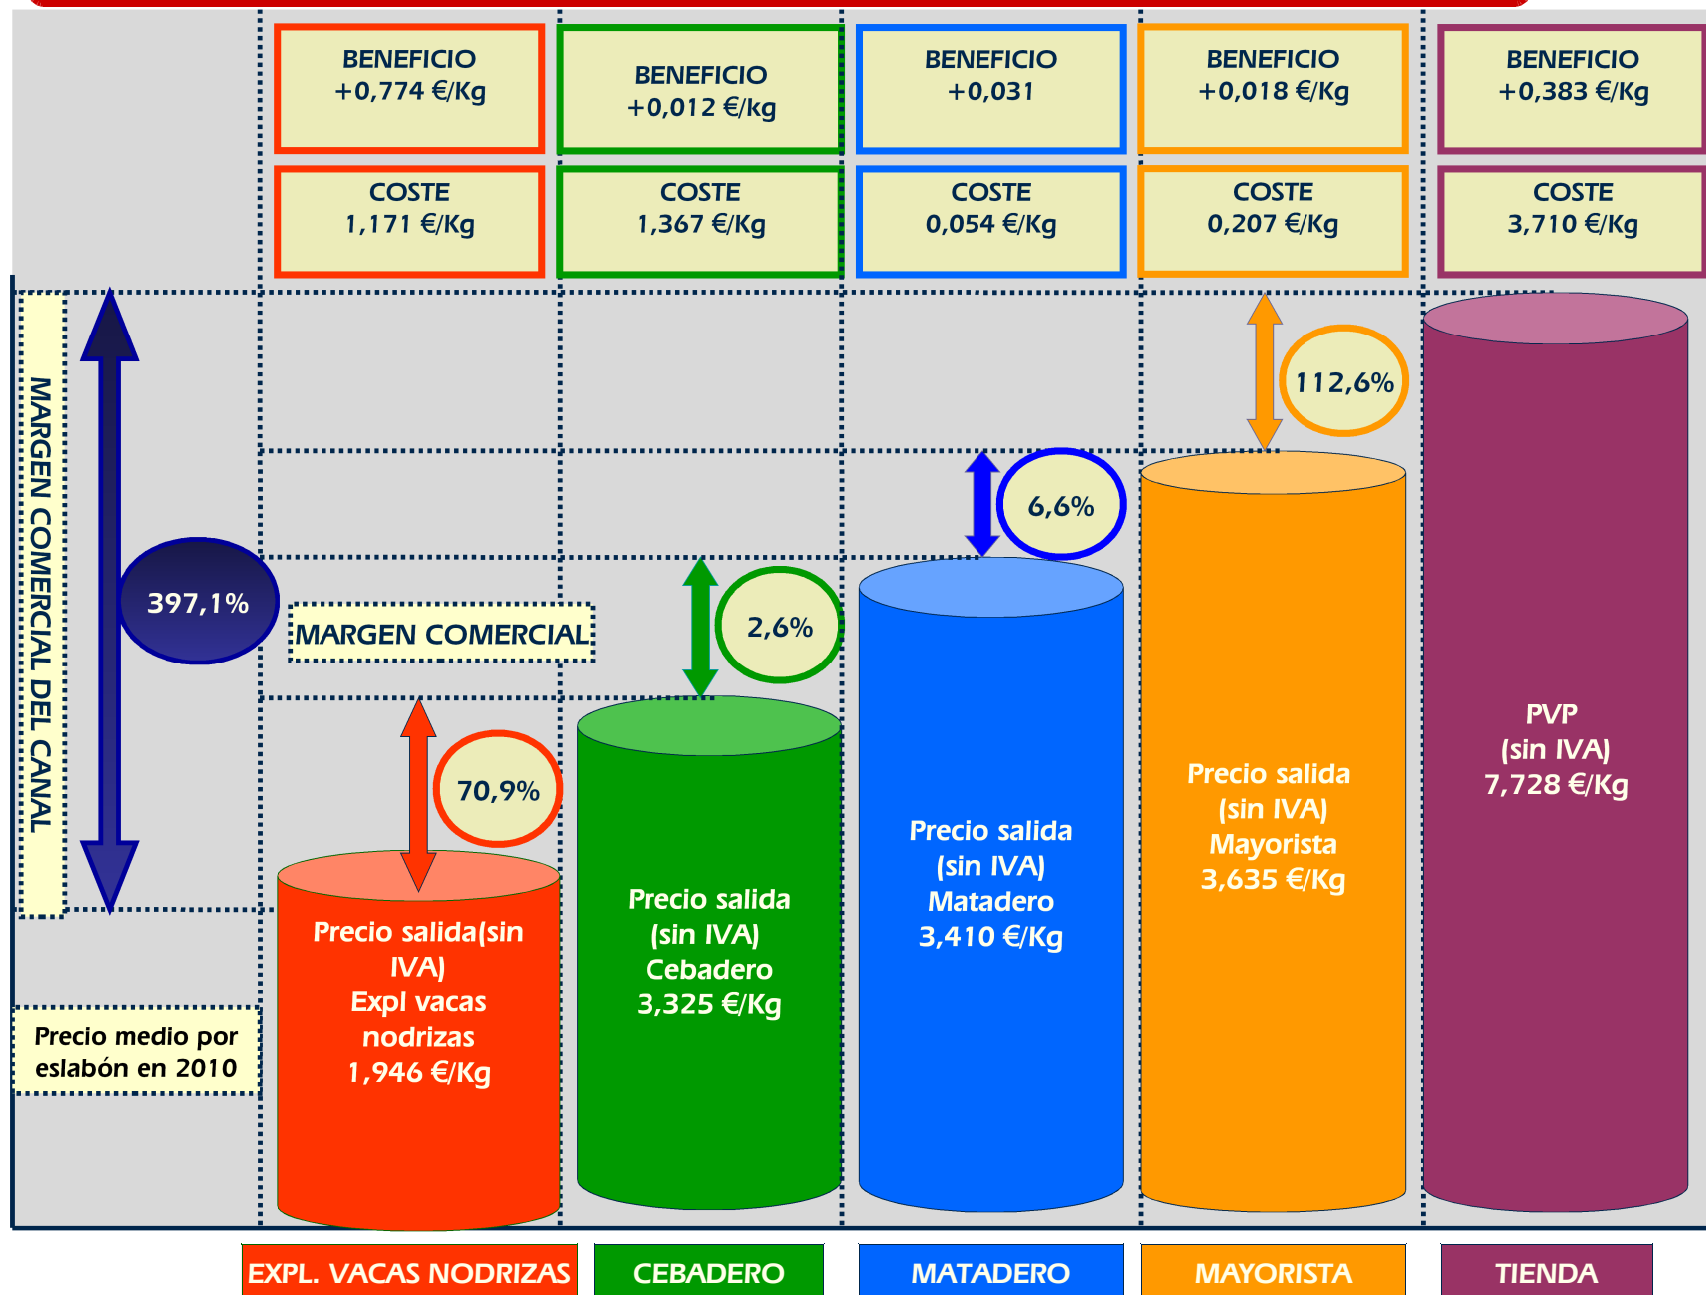 BENEFICIO
+0,774 €/Kg
BENEFICIO
+0,012 €/kg
BENEFICIO
+0,031
BENEFICIO
+0,018 €/Kg
BENEFICIO
+0,383 €/Kg
COSTE
1,171 €/Kg
COSTE
1,367 €/Kg
COSTE
0,054 €/Kg
COSTE
0,207 €/Kg
COSTE
3,710 €/Kg
MARGEN COMERCIAL DEL CANAL
397,1%
MARGEN COMERCIAL
70,9%
2,6%
6,6%
112,6%
Precio medio por
eslabón en 2010
Precio salida(sin
IVA)
Expl vacas
nodrizas
1,946 €/Kg
Precio salida
(sin IVA)
Cebadero
3,325 €/Kg
Precio salida
(sin IVA)
Matadero
3,410 €/Kg
Precio salida
(sin IVA)
Mayorista
3,635 €/Kg
PVP
(sin IVA)
7,728 €/Kg
EXPL. VACAS NODRIZAS
CEBADERO
MATADERO
MAYORISTA
TIENDA